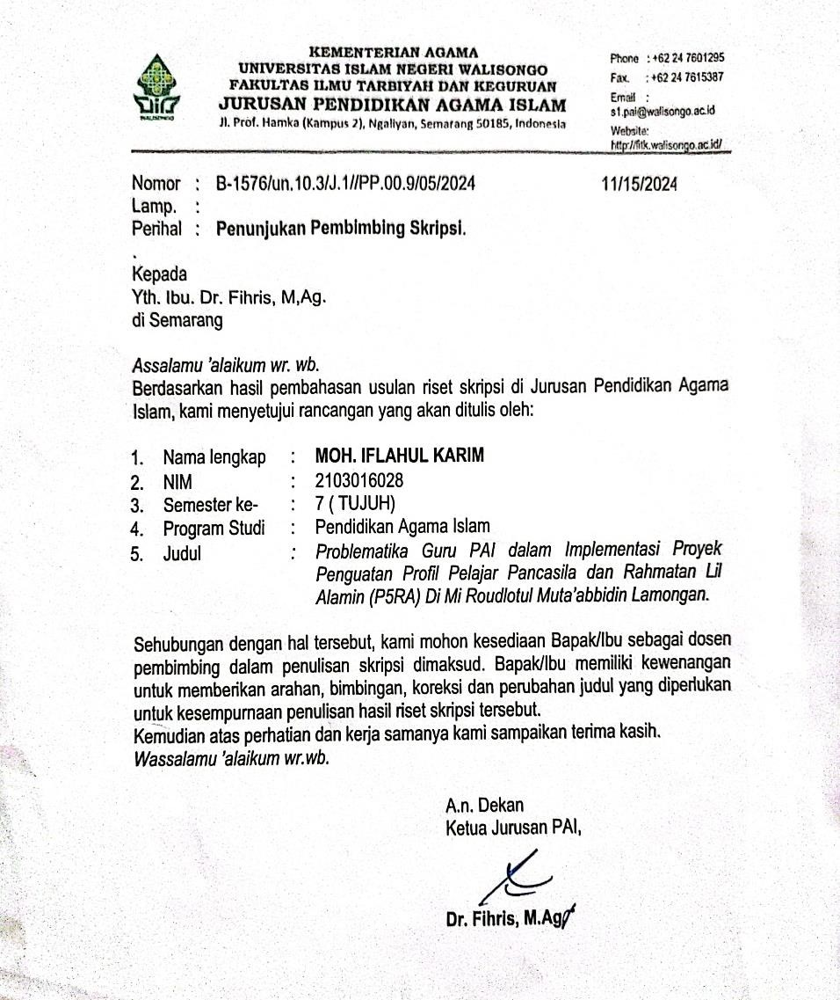 KEMENTERIAN AGAMA
UNIVERSITAS ISLAM NEGERI WALISONGO
FAKULTAS ILMU TARBIYAH DAN KEGURUAN
JURUSAN PENDIDIKAN AGAMA ISLAM
Jl. Prof. Hamka (Kampus 2), Ngaliyan, Semarang 50185, Indonesia
WALISONGO
Phone : +62 24 7601295
Fax. : +62 24 7615387
Email :
s1.pai@walisongo.ac.id
Website:
http://fitk.walisongo.ac.id/
Nomor : B-1576/un.10.3/J.1//PP.00.9/05/2024 11/15/2024
Lamp. :
Perihal : Penunjukan Pembimbing Skripsi.
.
Kepada
Yth. Ibu. Dr. Fihris, M,Ag.
di Semarang
Assalamu 'alaikum wr. wb.
Berdasarkan hasil pembahasan usulan riset skripsi di Jurusan Pendidikan Agama
Islam, kami menyetujui rancangan yang akan ditulis oleh:
1. Nama lengkap : MOH. IFLAHUL KARIM
2. NIM : 2103016028
3. Semester ke- : 7 ( TUJUH)
4. Program Studi : Pendidikan Agama Islam
5. Judul : Problematika Guru PAI dalam Implementasi Proyek
Penguatan Profil Pelajar Pancasila dan Rahmatan Lil
Alamin (P5RA) Di Mi Roudlotul Muta'abbidin Lamongan.
Sehubungan dengan hal tersebut, kami mohon kesediaan Bapak/Ibu sebagai dosen
pembimbing dalam penulisan skripsi dimaksud. Bapak/Ibu memiliki kewenangan
untuk memberikan arahan, bimbingan, koreksi dan perubahan judul yang diperlukan
untuk kesempurnaan penulisan hasil riset skripsi tersebut.
Kemudian atas perhatian dan kerja samanya kami sampaikan terima kasih.
Wassalamu 'alaikum wr.wb.
A.n. Dekan
Ketua Jurusan PAI,
Dr. Fihris, M.Ag